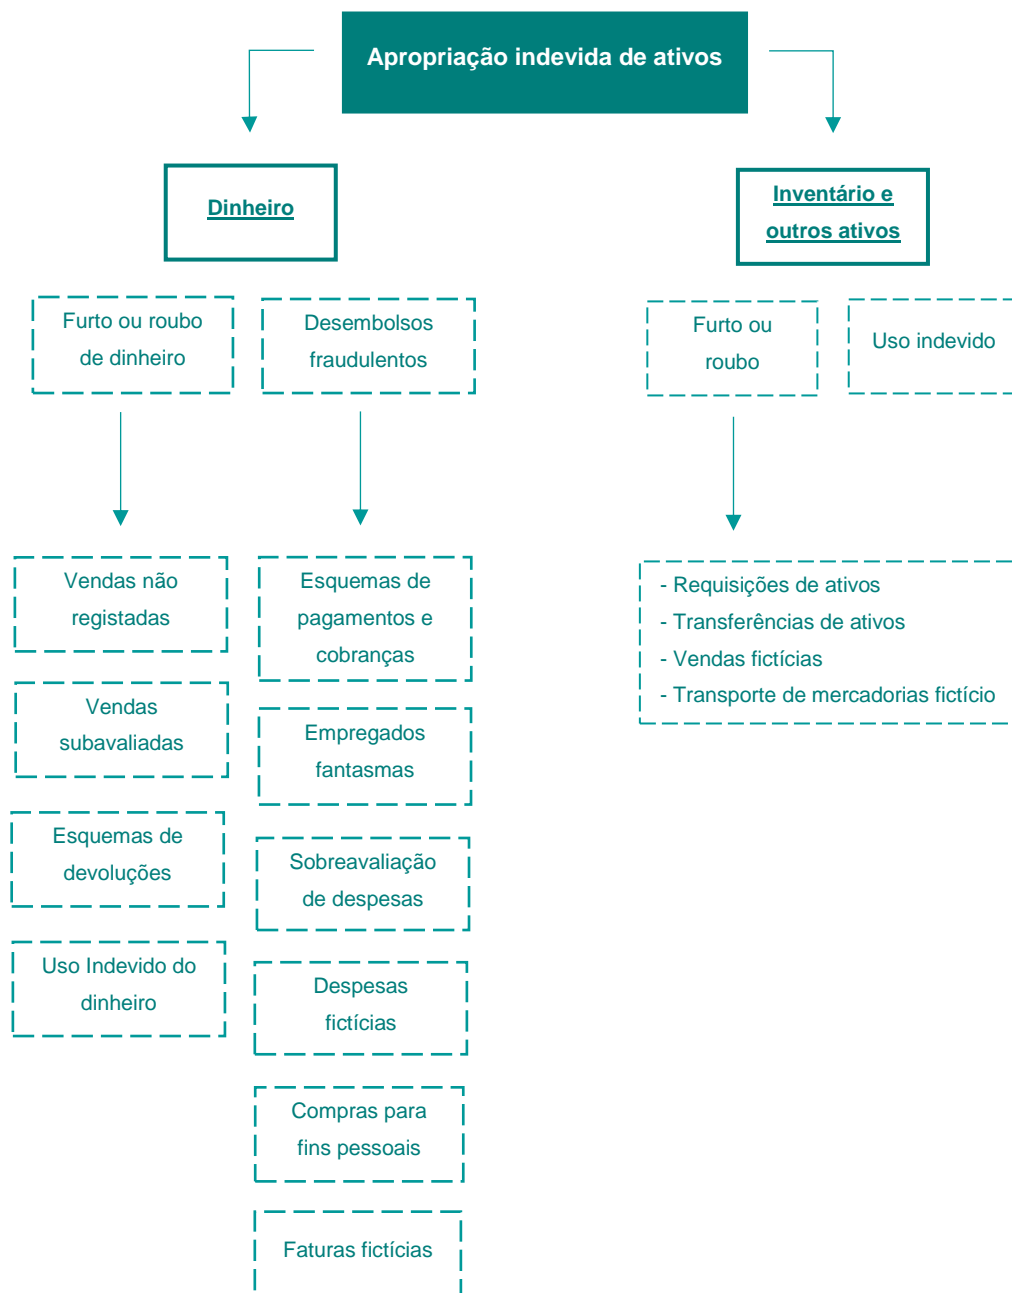 Apropriação indevida de ativos
Dinheiro
Inventário e
outros ativos
Furto ou roubo
de dinheiro
Desembolsos
fraudulentos
Furto ou
roubo
Uso indevido
Vendas não
registadas
Vendas
subavaliadas
Esquemas de
devoluções
Uso Indevido do
dinheiro
Esquemas de
pagamentos e
cobranças
Empregados
fantasmas
Sobreavaliação
de despesas
Despesas
fictícias
Compras para
fins pessoais
Faturas fictícias
- Requisições de ativos
- Transferências de ativos
- Vendas fictícias
- Transporte de mercadorias fictício